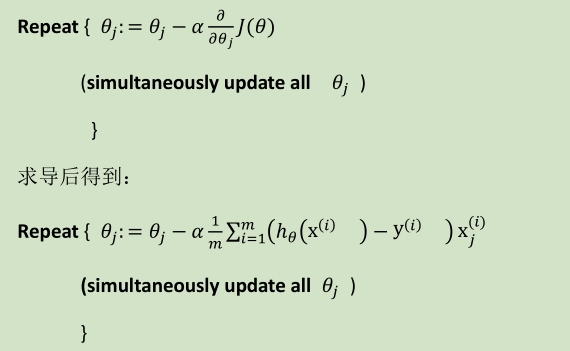 Repeat { θ_j := θ_j − α ∂/∂θ_j J(θ)
(simultaneously update all θ_j )
}
求导后得到：
Repeat { θ_j := θ_j − α 1/m ∑_{i=1}^{m} (h_θ(x^{(i)} ) − y^{(i)} ) x_j^{(i)}
(simultaneously update all θ_j )
}